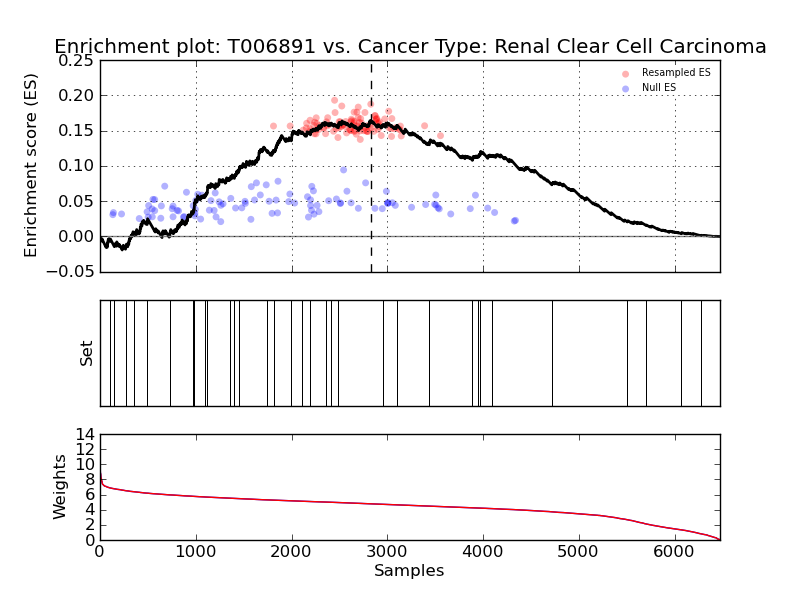 Enrichment plot: T006891 vs. Cancer Type: Renal Clear Cell Carcinoma
Enrichment score (ES)
0.25
0.20
0.15
0.10
0.05
0.00
−0.05
Resampled ES
Null ES
Set
Weights
14
12
10
8
6
4
2
0
0 1000 2000 3000 4000 5000 6000
Samples